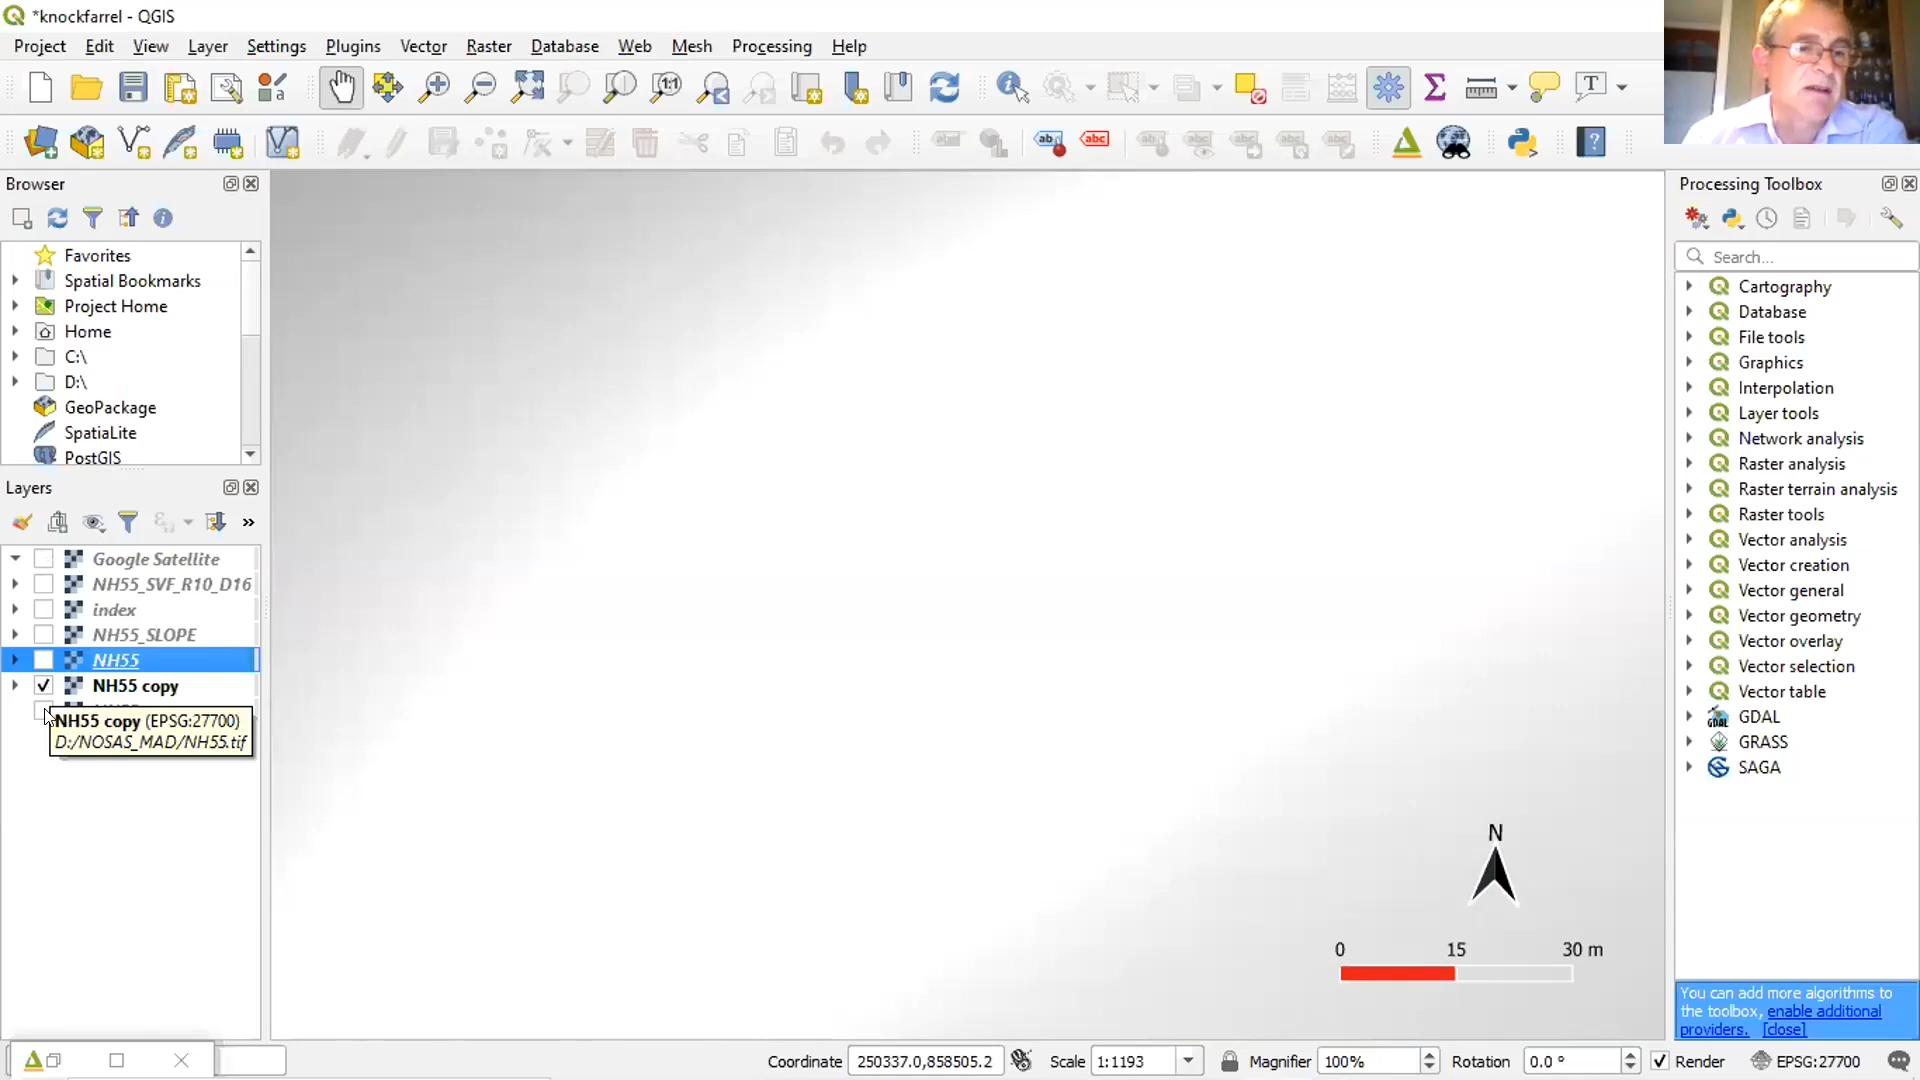 *knockfarrel - QGIS
Project Edit View Layer Settings Plugins Vector Raster Database Web Mesh Processing Help
Browser
Favorites
Spatial Bookmarks
Project Home
Home
C:\
D:\
GeoPackage
SpatiaLite
PostGIS
Layers
Google Satellite
NH55_SVF_R10_D16
index
NH55_SLOPE
NH55
NH55 copy
NH55 copy (EPSG:27700)
D:/NOSAS_MAD/NH55.tif
N
0 15 30 m
Processing Toolbox
Search...
Cartography
Database
File tools
Graphics
Interpolation
Layer tools
Network analysis
Raster analysis
Raster terrain analysis
Raster tools
Vector analysis
Vector creation
Vector general
Vector geometry
Vector overlay
Vector selection
Vector table
GDAL
GRASS
SAGA
You can add more algorithms to
the toolbox, enable additional
providers. [close]
Coordinate 250337.0,858505.2 Scale 1:1193 Magnifier 100% Rotation 0.0 ° Render EPSG:27700